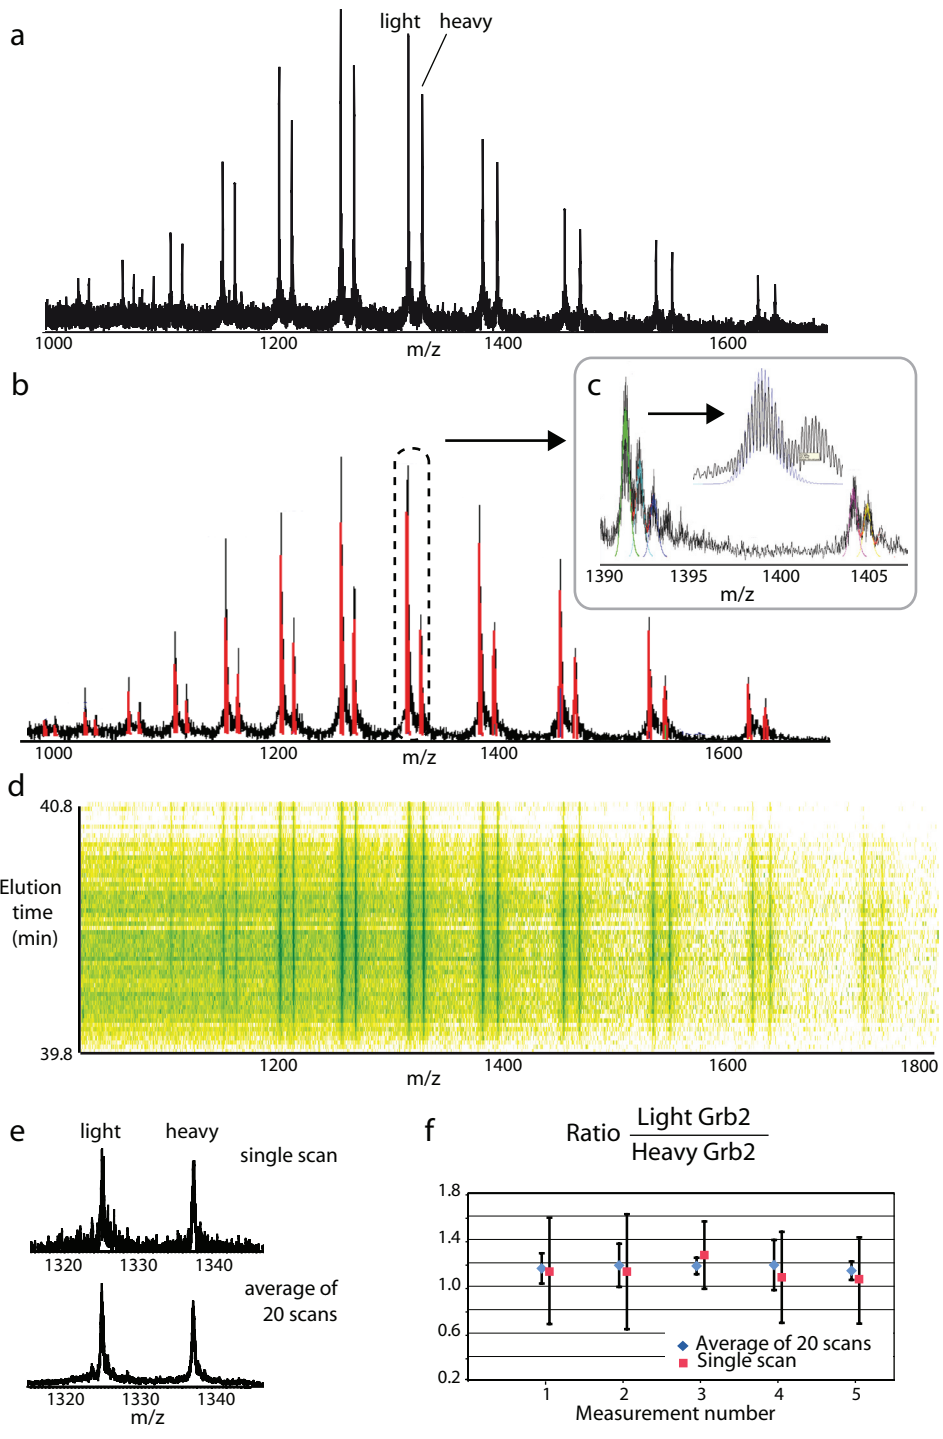 a
light heavy
1000 1200 1400 1600
m/z
b
c
1390 1395 1400 1405
m/z
1000 1200 1400 1600
m/z
d
40.8
Elution
time
(min)
39.8
1200 1400 1600 1800
m/z
e
light heavy
single scan
1320 1330 1340
average of
20 scans
1320 1330 1340
m/z
f
Ratio Light Grb2
Heavy Grb2
1.8
1.4
1.0
0.6
0.2
Average of 20 scans
Single scan
1 2 3 4 5
Measurement number